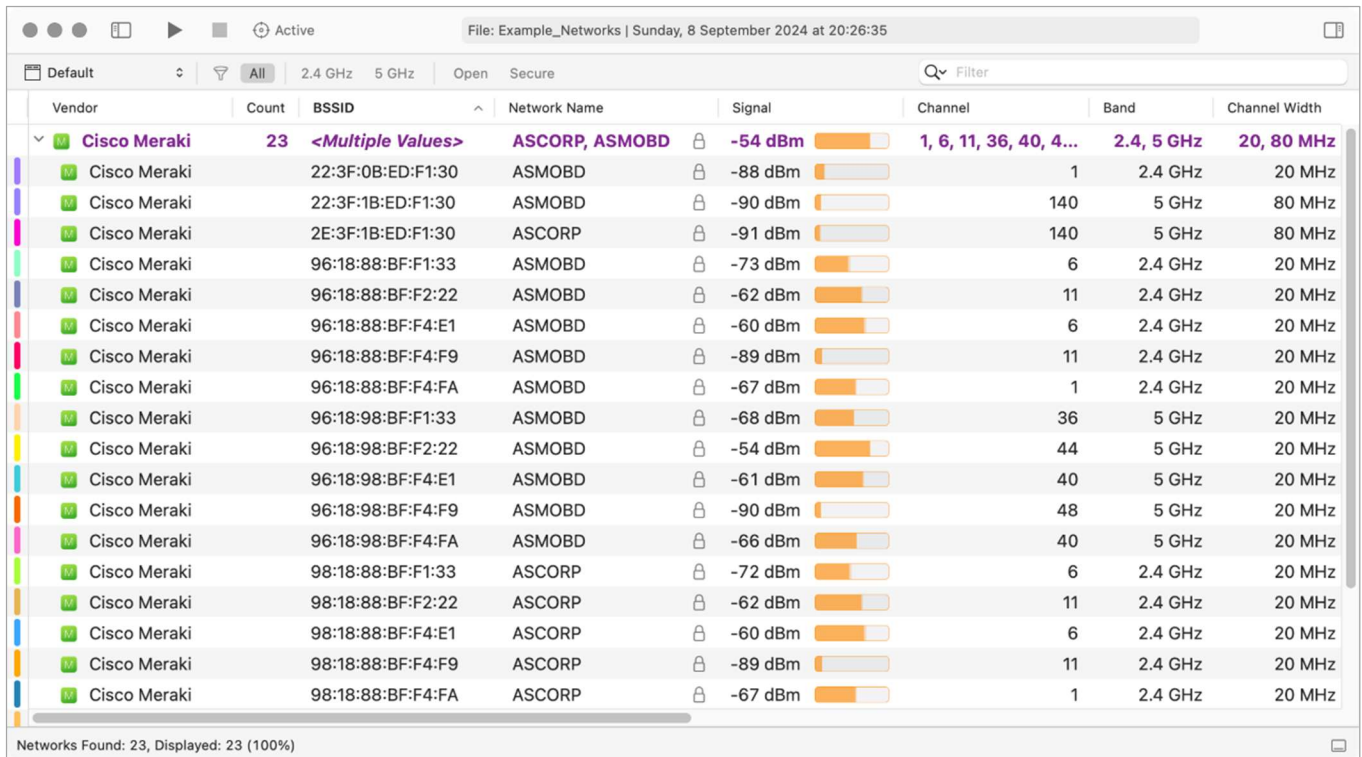 Active
File: Example_Networks | Sunday, 8 September 2024 at 20:26:35
Default All 2.4 GHz 5 GHz Open Secure Filter
Vendor Count BSSID Network Name Signal Channel Band Channel Width
M Cisco Meraki 23 <Multiple Values> ASCORP, ASMOBD -54 dBm 1, 6, 11, 36, 40, 4... 2.4, 5 GHz 20, 80 MHz
M Cisco Meraki 22:3F:0B:ED:F1:30 ASMOBD -88 dBm 1 2.4 GHz 20 MHz
M Cisco Meraki 22:3F:1B:ED:F1:30 ASMOBD -90 dBm 140 5 GHz 80 MHz
M Cisco Meraki 2E:3F:1B:ED:F1:30 ASCORP -91 dBm 140 5 GHz 80 MHz
M Cisco Meraki 96:18:88:BF:F1:33 ASMOBD -73 dBm 6 2.4 GHz 20 MHz
M Cisco Meraki 96:18:88:BF:F2:22 ASMOBD -62 dBm 11 2.4 GHz 20 MHz
M Cisco Meraki 96:18:88:BF:F4:E1 ASMOBD -60 dBm 6 2.4 GHz 20 MHz
M Cisco Meraki 96:18:88:BF:F4:F9 ASMOBD -89 dBm 11 2.4 GHz 20 MHz
M Cisco Meraki 96:18:88:BF:F4:FA ASMOBD -67 dBm 1 2.4 GHz 20 MHz
M Cisco Meraki 96:18:98:BF:F1:33 ASMOBD -68 dBm 36 5 GHz 20 MHz
M Cisco Meraki 96:18:98:BF:F2:22 ASMOBD -54 dBm 44 5 GHz 20 MHz
M Cisco Meraki 96:18:98:BF:F4:E1 ASMOBD -61 dBm 40 5 GHz 20 MHz
M Cisco Meraki 96:18:98:BF:F4:F9 ASMOBD -90 dBm 48 5 GHz 20 MHz
M Cisco Meraki 96:18:98:BF:F4:FA ASMOBD -66 dBm 40 5 GHz 20 MHz
M Cisco Meraki 98:18:88:BF:F1:33 ASCORP -72 dBm 6 2.4 GHz 20 MHz
M Cisco Meraki 98:18:88:BF:F2:22 ASCORP -62 dBm 11 2.4 GHz 20 MHz
M Cisco Meraki 98:18:88:BF:F4:E1 ASCORP -60 dBm 6 2.4 GHz 20 MHz
M Cisco Meraki 98:18:88:BF:F4:F9 ASCORP -89 dBm 11 2.4 GHz 20 MHz
M Cisco Meraki 98:18:88:BF:F4:FA ASCORP -67 dBm 1 2.4 GHz 20 MHz
Networks Found: 23, Displayed: 23 (100%)